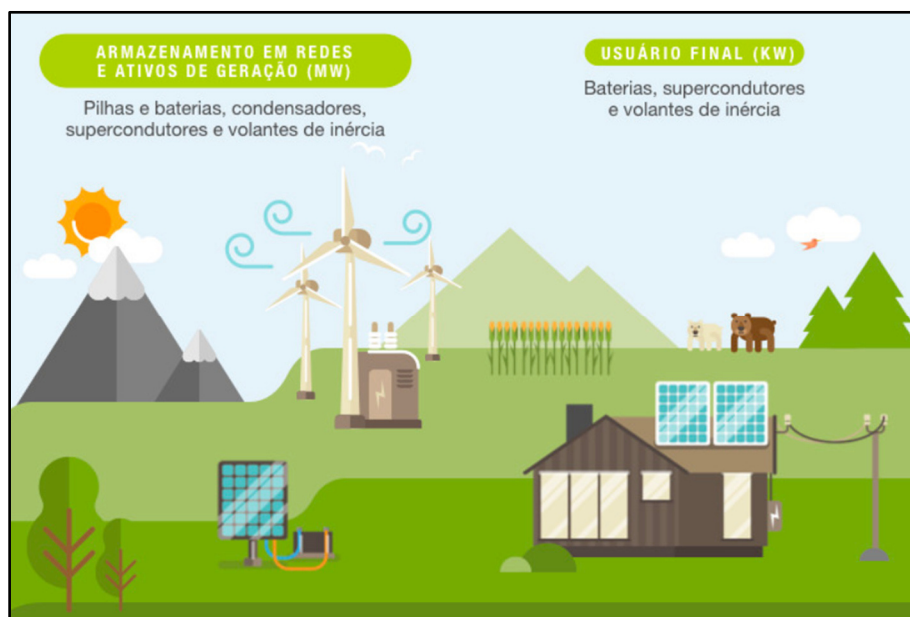 ARMAZENAMENTO EM REDES
E ATIVOS DE GERAÇÃO (MW)
Pilhas e baterias, condensadores,
supercondutores e volantes de inércia
USUÁRIO FINAL (KW)
Baterias, supercondutores
e volantes de inércia